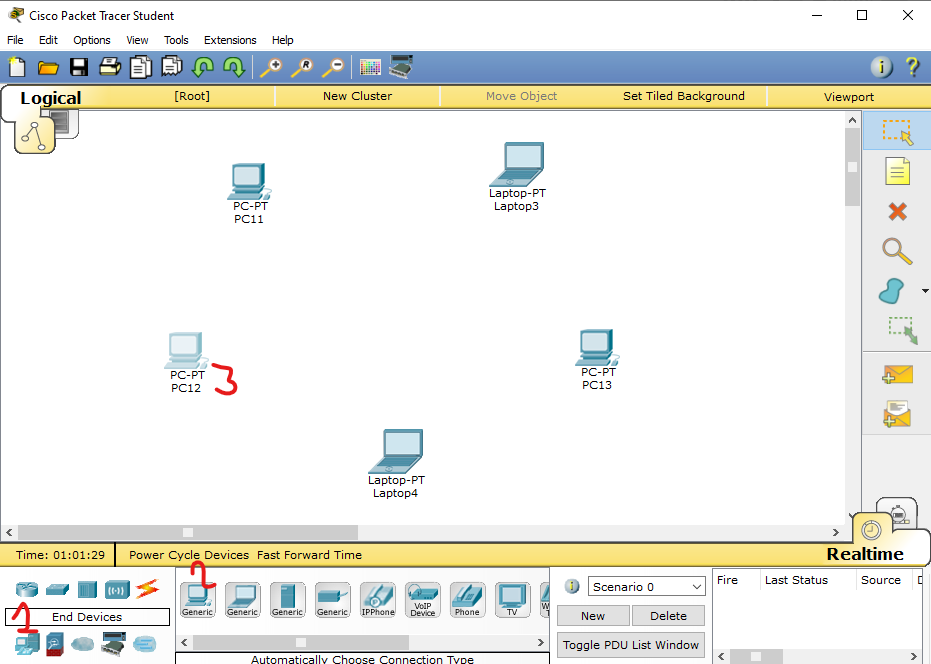 Cisco Packet Tracer Student
File Edit Options View Tools Extensions Help
R
i ?
Logical [Root] New Cluster Move Object Set Tiled Background Viewport
PC-PT
PC11
Laptop-PT
Laptop3
PC-PT
PC12
3
PC-PT
PC13
Laptop-PT
Laptop4
Time: 01:01:29 Power Cycle Devices Fast Forward Time Realtime
1
End Devices
2
Generic Generic Generic Generic IPPhone VoIP Device Phone TV
Automatically Choose Connection Type
i Scenario 0
New Delete
Toggle PDU List Window
Fire Last Status Source